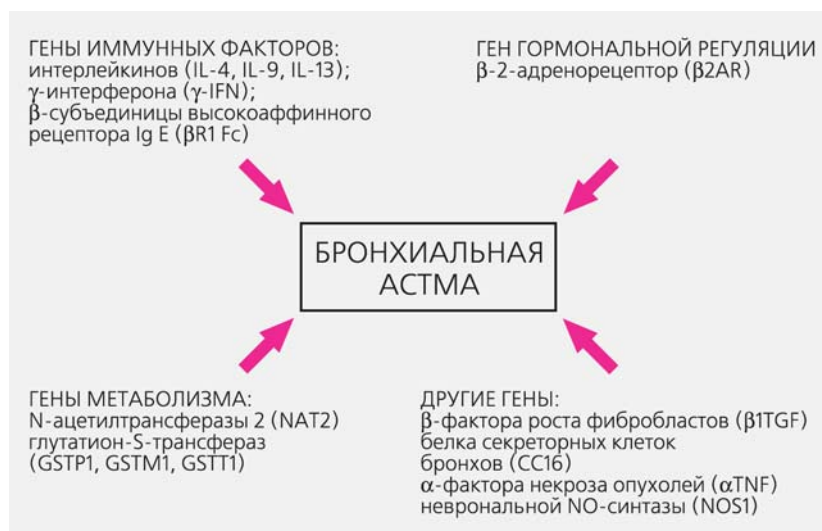 ГЕНЫ ИММУННЫХ ФАКТОРОВ:
интерлейкинов (IL-4, IL-9, IL-13);
γ-интерферона (γ-IFN);
β-субъединицы высокоаффинного
рецептора Ig E (βR1 Fc)
ГЕН ГОРМОНАЛЬНОЙ РЕГУЛЯЦИИ
β-2-адренорецептор (β2AR)
БРОНХИАЛЬНАЯ
АСТМА
ГЕНЫ МЕТАБОЛИЗМА:
N-ацетилтрансферазы 2 (NAT2)
глутатион-S-трансфераз
(GSTP1, GSTM1, GSTT1)
ДРУГИЕ ГЕНЫ:
β-фактора роста фибробластов (β1TGF)
белка секреторных клеток
бронхов (CC16)
α-фактора некроза опухолей (αTNF)
невρональной NO-синтазы (NOS1)